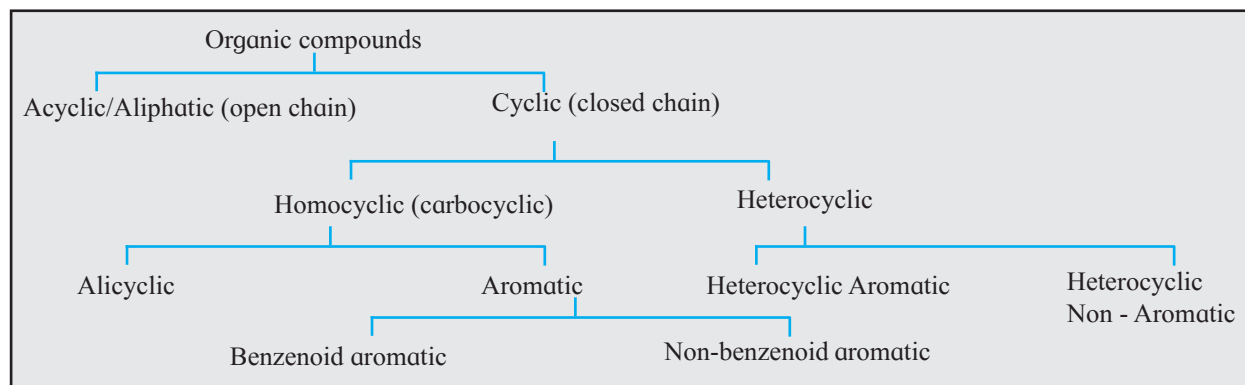 Organic compounds
Acyclic/Aliphatic (open chain)
Cyclic (closed chain)
Homocyclic (carbocyclic)
Heterocyclic
Alicyclic
Aromatic
Heterocyclic Aromatic
Heterocyclic
Non - Aromatic
Benzenoid aromatic
Non-benzenoid aromatic